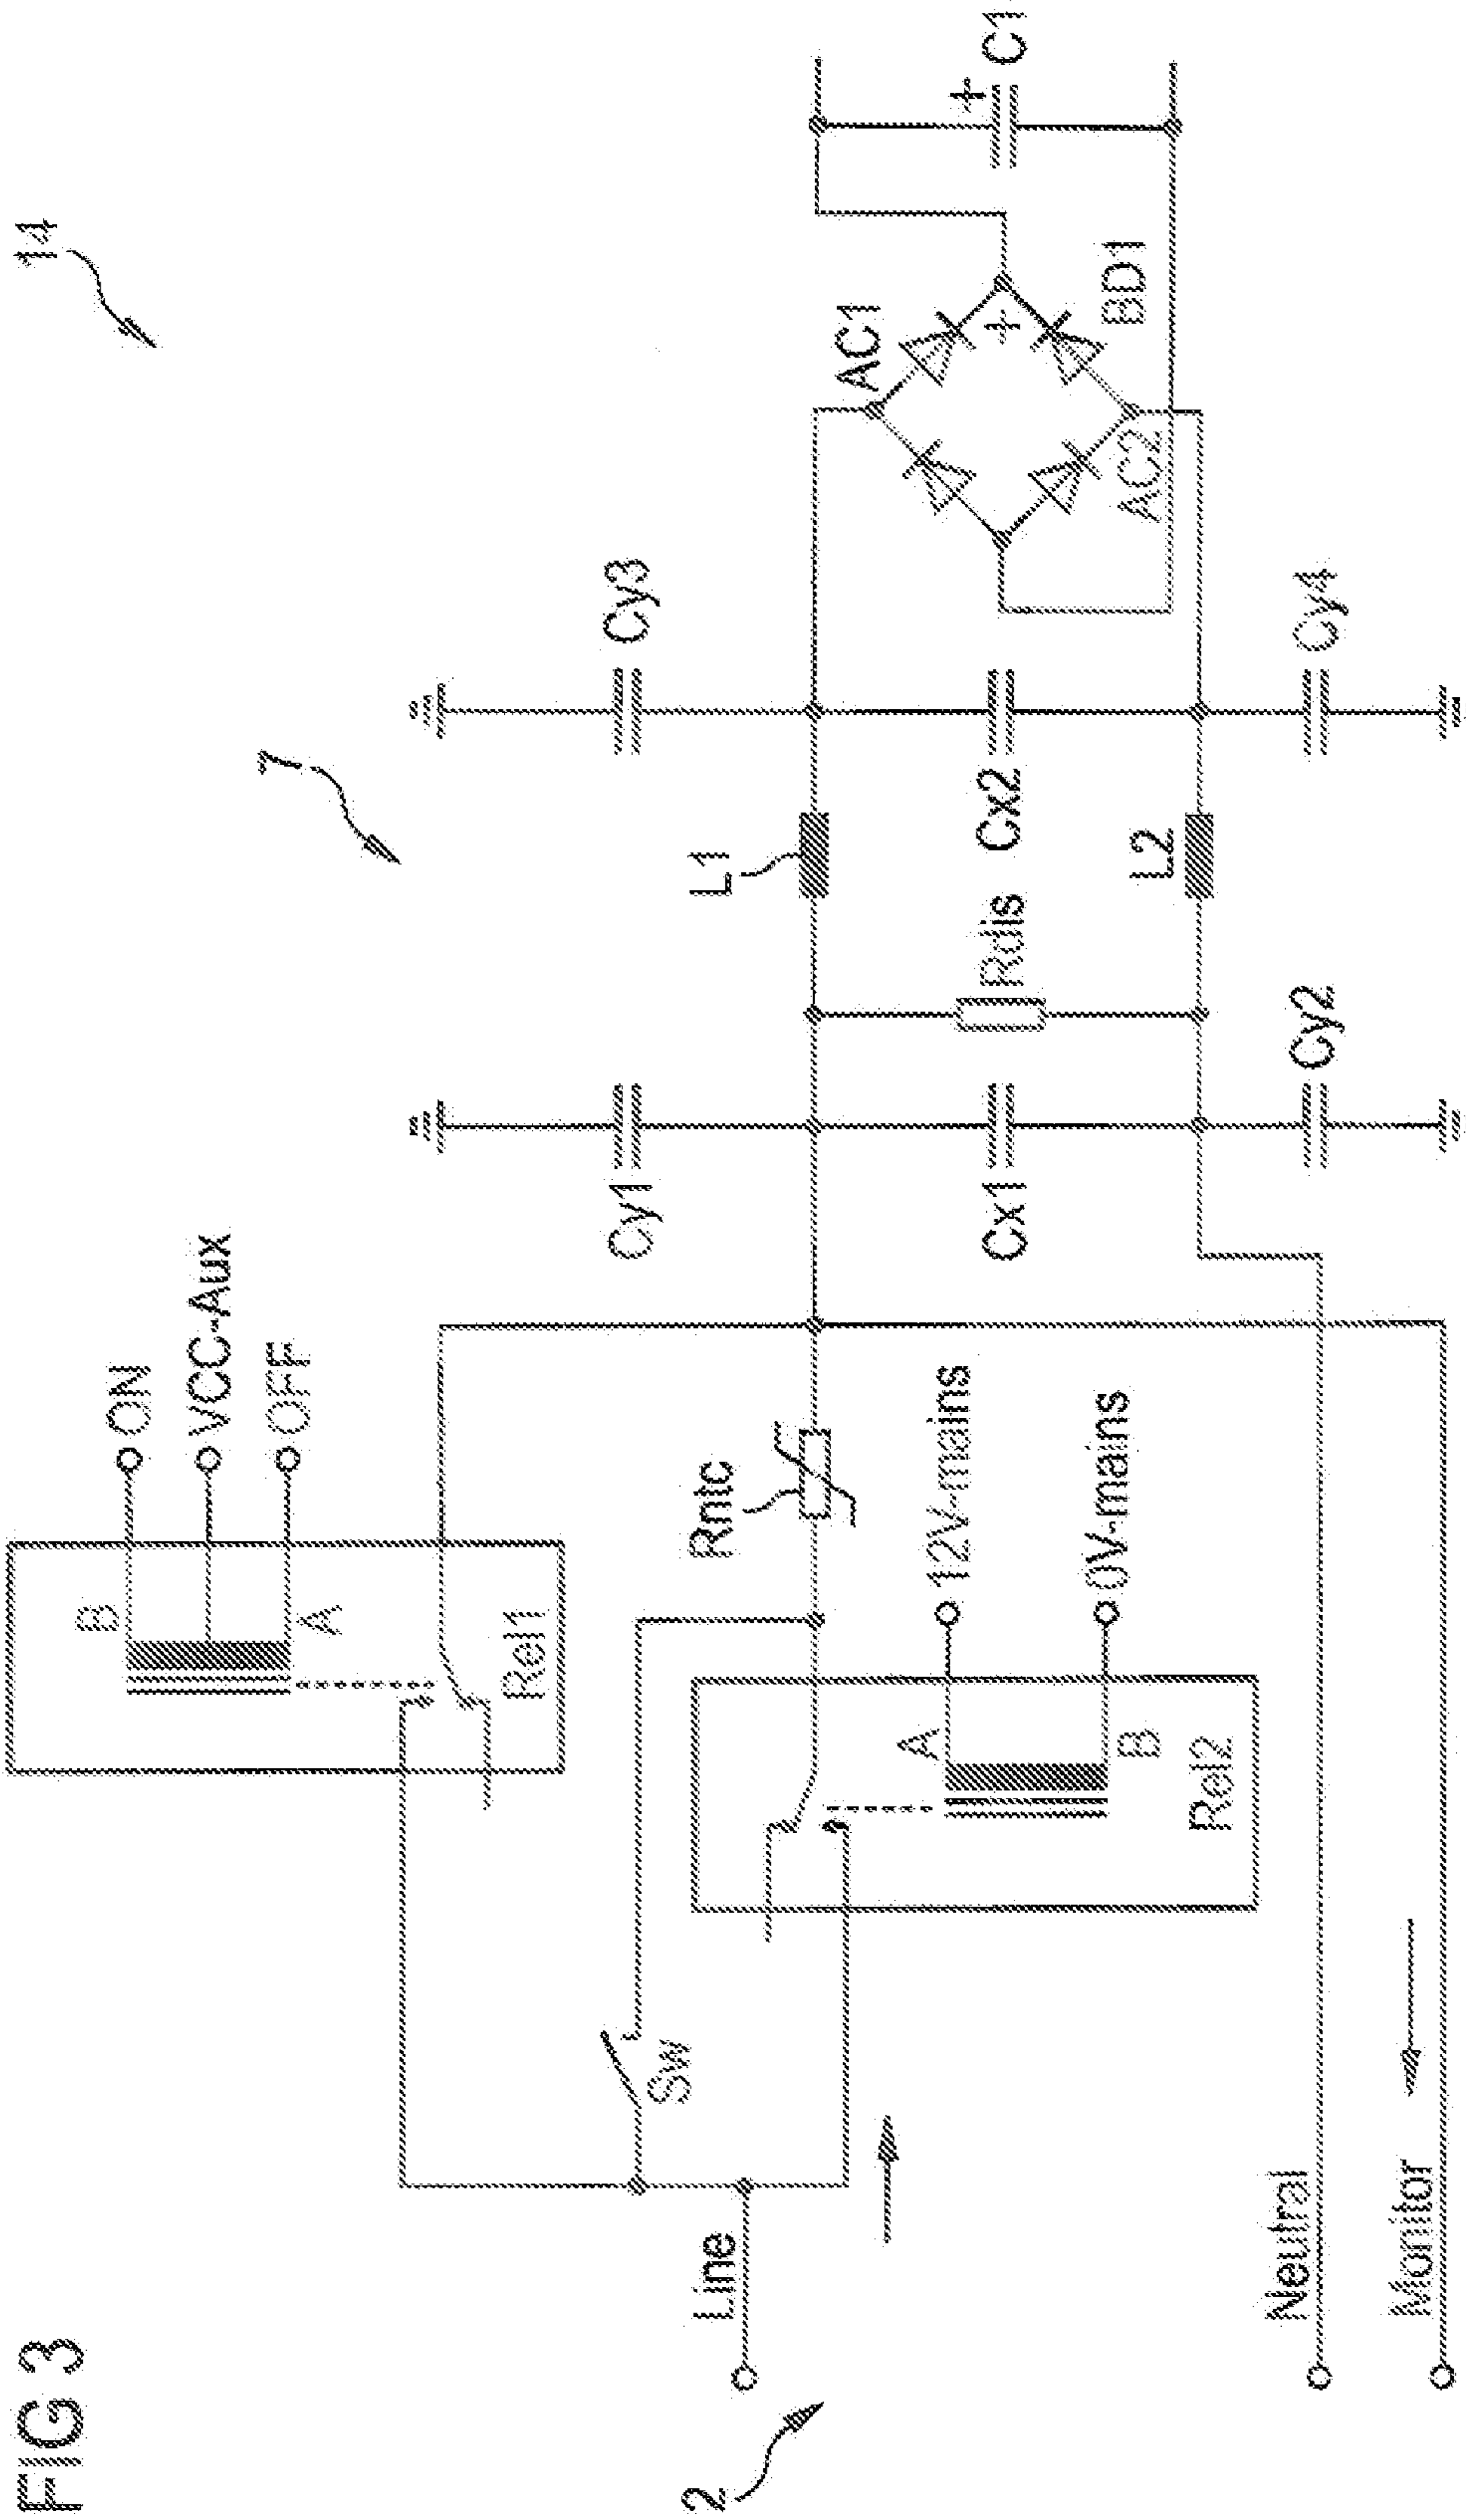 FIG 3
14
7
2
B
ON
VCC-Aux
A
OFF
Rel1
Sw
Line
Rntc
A
12V-mains
B
0V-mains
Rel2
Neutral
Monitor
Cy1
Cx1
Cy2
Rdis
L1
L2
Cy3
Cx2
Cy4
AC1
+
BD1
AC2
+
C1